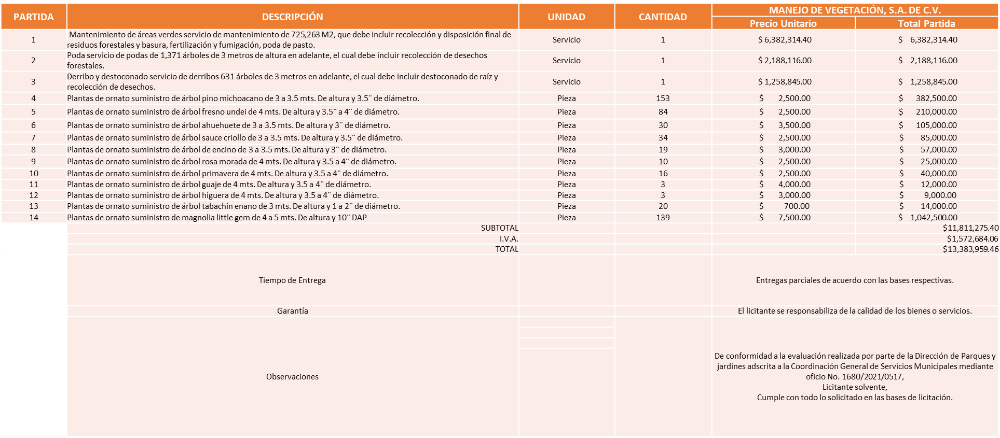 PARTIDA DESCRIPCIÓN UNIDAD CANTIDAD MANEJO DE VEGETACIÓN, S.A. DE C.V.
Precio Unitario Total Partida
1 Mantenimiento de áreas verdes servicio de mantenimiento de 725,263 M2, que debe incluir recolección y disposición final de Servicio 1 $ 6,382,314.40 $ 6,382,314.40
residuos forestales y basura, fertilización y fumigación, poda de pasto.
2 Poda servicio de podas de 1,371 árboles de 3 metros de altura en adelante, el cual debe incluir recolección de desechos Servicio 1 $ 2,188,116.00 $ 2,188,116.00
forestales.
3 Derribo y destoconado servicio de derribos 631 árboles de 3 metros en adelante, el cual debe incluir destoconado de raíz y Servicio 1 $ 1,258,845.00 $ 1,258,845.00
recolección de desechos.
4 Plantas de ornato suministro de árbol pino michoacano de 3 a 3.5 mts. De altura y 3.5¨ de diámetro. Pieza 153 $ 2,500.00 $ 382,500.00
5 Plantas de ornato suministro de árbol fresno undei de 4 mts. De altura y 3.5¨ a 4¨ de diámetro. Pieza 84 $ 2,500.00 $ 210,000.00
6 Plantas de ornato suministro de árbol ahuehuete de 3 a 3.5 mts. De altura y 3¨ de diámetro. Pieza 30 $ 3,500.00 $ 105,000.00
7 Plantas de ornato suministro de árbol sauce criollo de 3 a 3.5 mts. De altura y 3.5¨ de diámetro. Pieza 34 $ 2,500.00 $ 85,000.00
8 Plantas de ornato suministro de árbol de encino de 3 a 3.5 mts. De altura y 3¨ de diámetro. Pieza 19 $ 3,000.00 $ 57,000.00
9 Plantas de ornato suministro de árbol rosa morada de 4 mts. De altura y 3.5 a 4¨ de diámetro. Pieza 10 $ 2,500.00 $ 25,000.00
10 Plantas de ornato suministro de árbol primavera de 4 mts. De altura y 3.5 a 4¨ de diámetro. Pieza 16 $ 2,500.00 $ 40,000.00
11 Plantas de ornato suministro de árbol guaje de 4 mts. De altura y 3.5 a 4¨ de diámetro. Pieza 3 $ 4,000.00 $ 12,000.00
12 Plantas de ornato suministro de árbol higuera de 4 mts. De altura y 3.5 a 4¨ de diámetro. Pieza 3 $ 3,000.00 $ 9,000.00
13 Plantas de ornato suministro de árbol tabachín enano de 3 mts. De altura y 1 a 2¨ de diámetro. Pieza 20 $ 700.00 $ 14,000.00
14 Plantas de ornato suministro de magnolia little gem de 4 a 5 mts. De altura y 10¨ DAP Pieza 139 $ 7,500.00 $ 1,042,500.00
SUBTOTAL $11,811,275.40
I.V.A. $1,572,684.06
TOTAL $13,383,959.46
Tiempo de Entrega Entregas parciales de acuerdo con las bases respectivas.
Garantía El licitante se responsabiliza de la calidad de los bienes o servicios.
Observaciones
De conformidad a la evaluación realizada por parte de la Dirección de Parques y
jardines adscrita a la Coordinación General de Servicios Municipales mediante
oficio No. 1680/2021/0517,
Licitante solvente,
Cumple con todo lo solicitado en las bases de licitación.